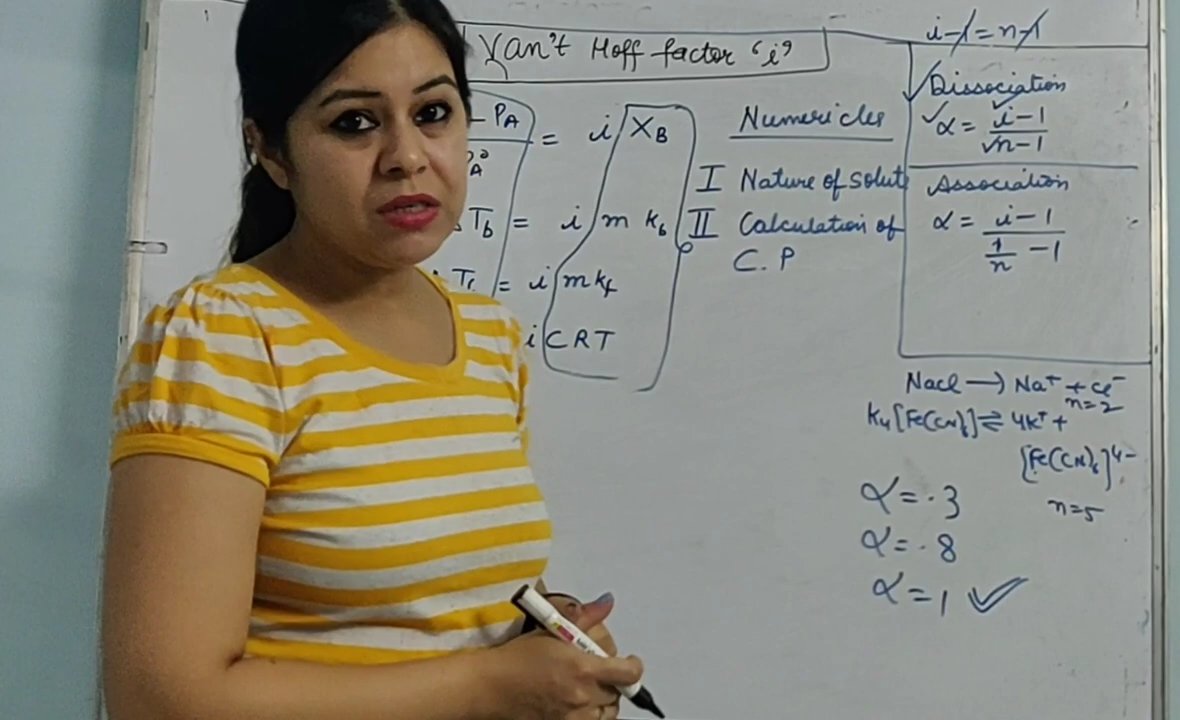 Van't Hoff factor 'i'
PA
PA° = i XB
Tb = i m kb
Tf = i m kf
i CRT
Numericles
I Nature of solute
II Calculation of
C.P
i-1 = n-1
Dissociation
α = i-1
n-1
Association
α = i-1
1/n -1
Nacl → Na⁺ + cl⁻
n=2
K4[Fe(CN)6] ⇌ 4K⁺ +
[Fe(CN)6]⁴⁻
n=5
α = .3
α = .8
α = 1 ✓